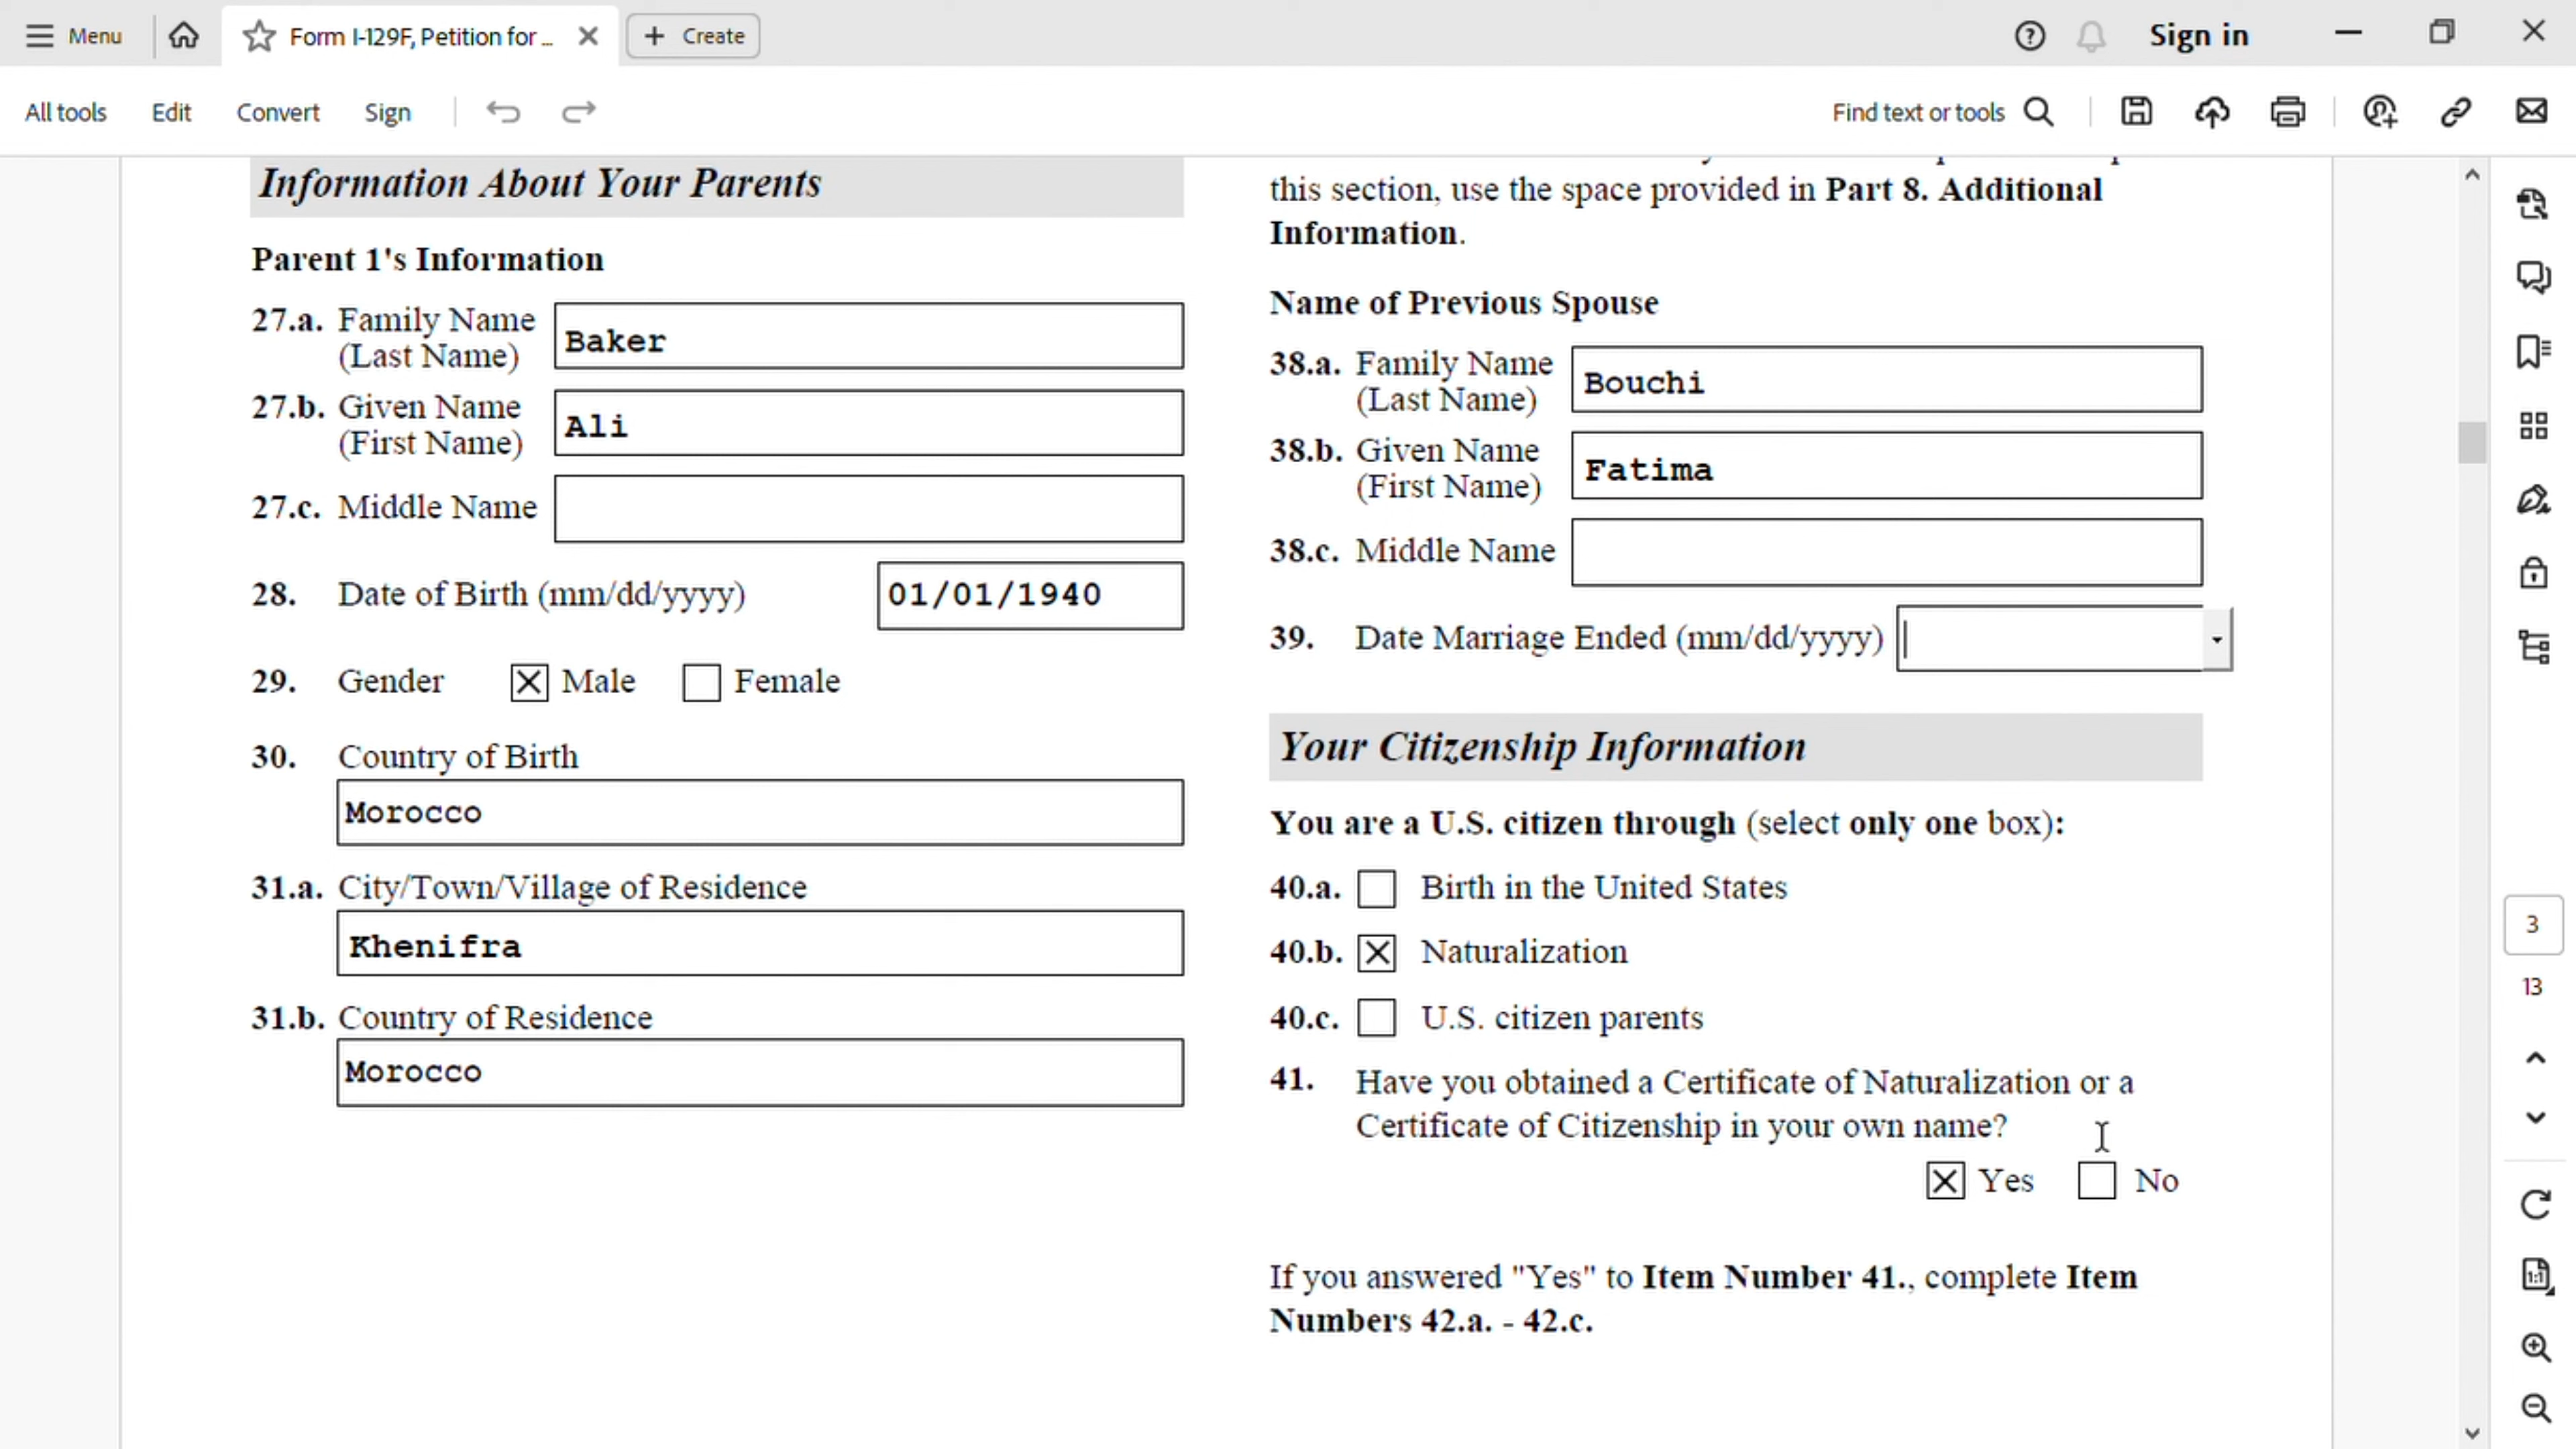 Menu
Form I-129F, Petition for ...
Create
Sign in
All tools
Edit
Convert
Sign
Find text or tools
Information About Your Parents
Parent 1's Information
27.a. Family Name
(Last Name)
Baker
27.b. Given Name
(First Name)
Ali
27.c. Middle Name
28. Date of Birth (mm/dd/yyyy)
01/01/1940
29. Gender Male Female
30. Country of Birth
Morocco
31.a. City/Town/Village of Residence
Khenifra
31.b. Country of Residence
Morocco
this section, use the space provided in Part 8. Additional
Information.
Name of Previous Spouse
38.a. Family Name
(Last Name)
Bouchi
38.b. Given Name
(First Name)
Fatima
38.c. Middle Name
39. Date Marriage Ended (mm/dd/yyyy)
Your Citizenship Information
You are a U.S. citizen through (select only one box):
40.a. Birth in the United States
40.b. Naturalization
40.c. U.S. citizen parents
41. Have you obtained a Certificate of Naturalization or a
Certificate of Citizenship in your own name?
Yes No
If you answered "Yes" to Item Number 41., complete Item
Numbers 42.a. - 42.c.
3
13
1:1